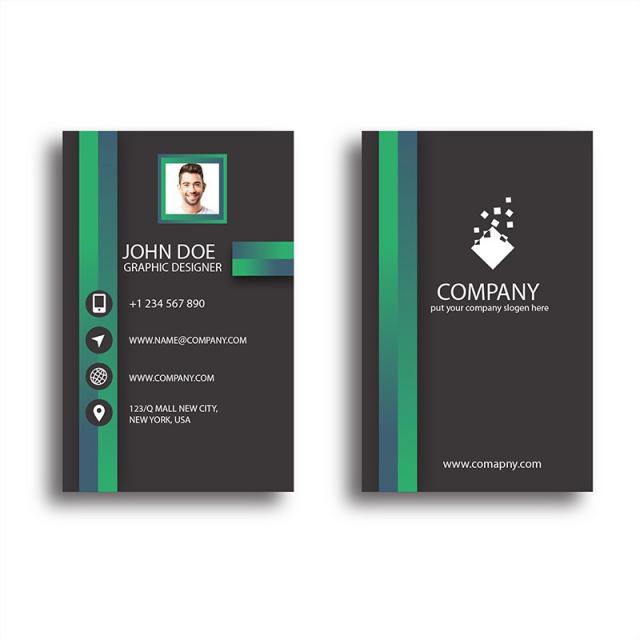 JOHN DOE
GRAPHIC DESIGNER
+1 234 567 890
WWW.NAME@COMPANY.COM
WWW.COMPANY.COM
123/Q MALL NEW CITY,
NEW YORK, USA
COMPANY
put your company slogen here
www.comapny.com